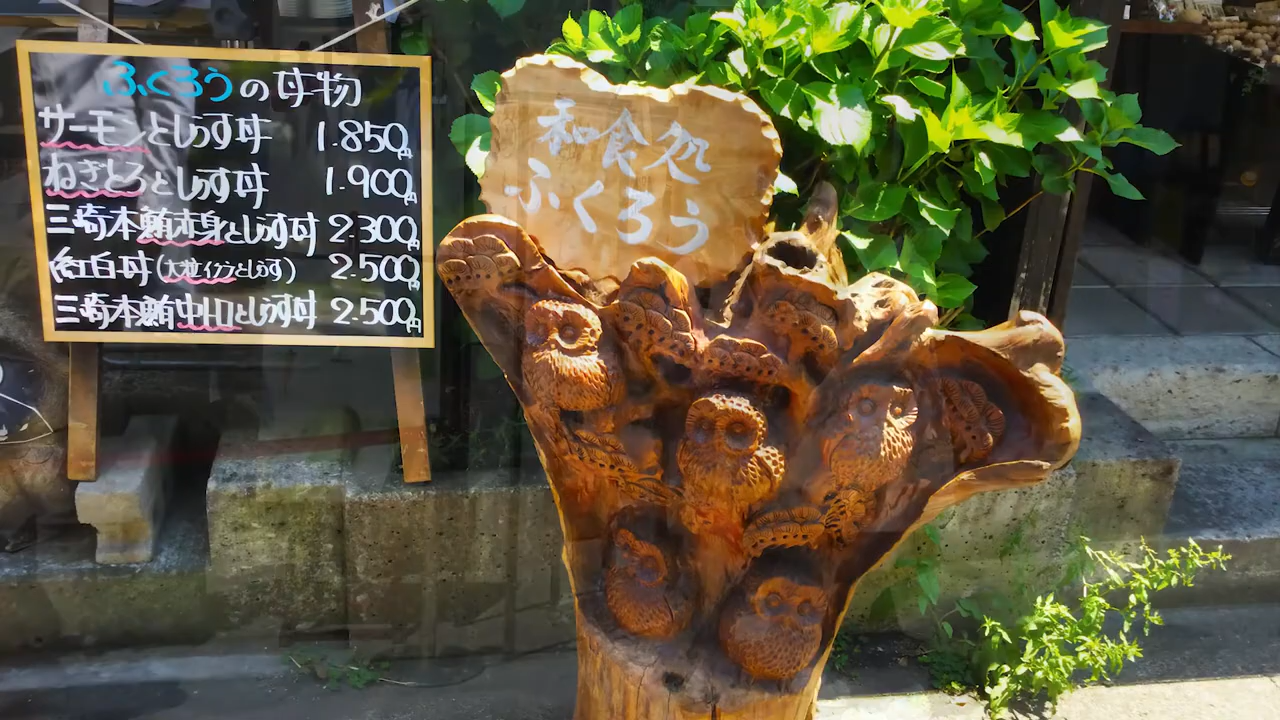 ふくろうの丼物
サーモンとしらす丼 1.850円
ねぎとろとしらす丼 1.900円
三崎本鮪赤身としらす丼 2.300円
紅白丼(大粒イクラとしらす) 2.500円
三崎本鮪中トロとしらす丼 2.500円
和食処
ふくろう